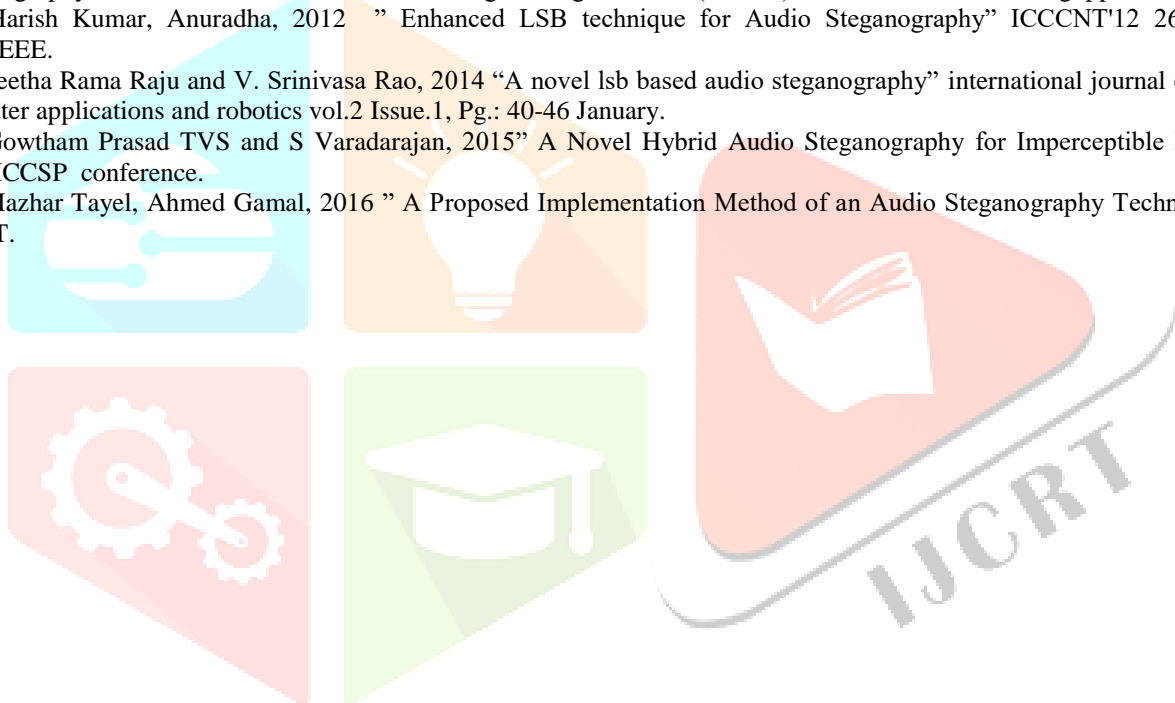 Harish Kumar, Anuradha, 2012 ” Enhanced LSB technique for Audio Steganography” ICCCNT'12 26
IEEE.
eetha Rama Raju and V. Srinivasa Rao, 2014 “A novel lsb based audio steganography” international journal
ter applications and robotics vol.2 Issue.1, Pg.: 40-46 January.
Gowtham Prasad TVS and S Varadarajan, 2015” A Novel Hybrid Audio Steganography for Imperceptible
ICCSP conference.
Hazhar Tayel, Ahmed Gamal, 2016 ” A Proposed Implementation Method of an Audio Steganography Techn
T.
IJCRT